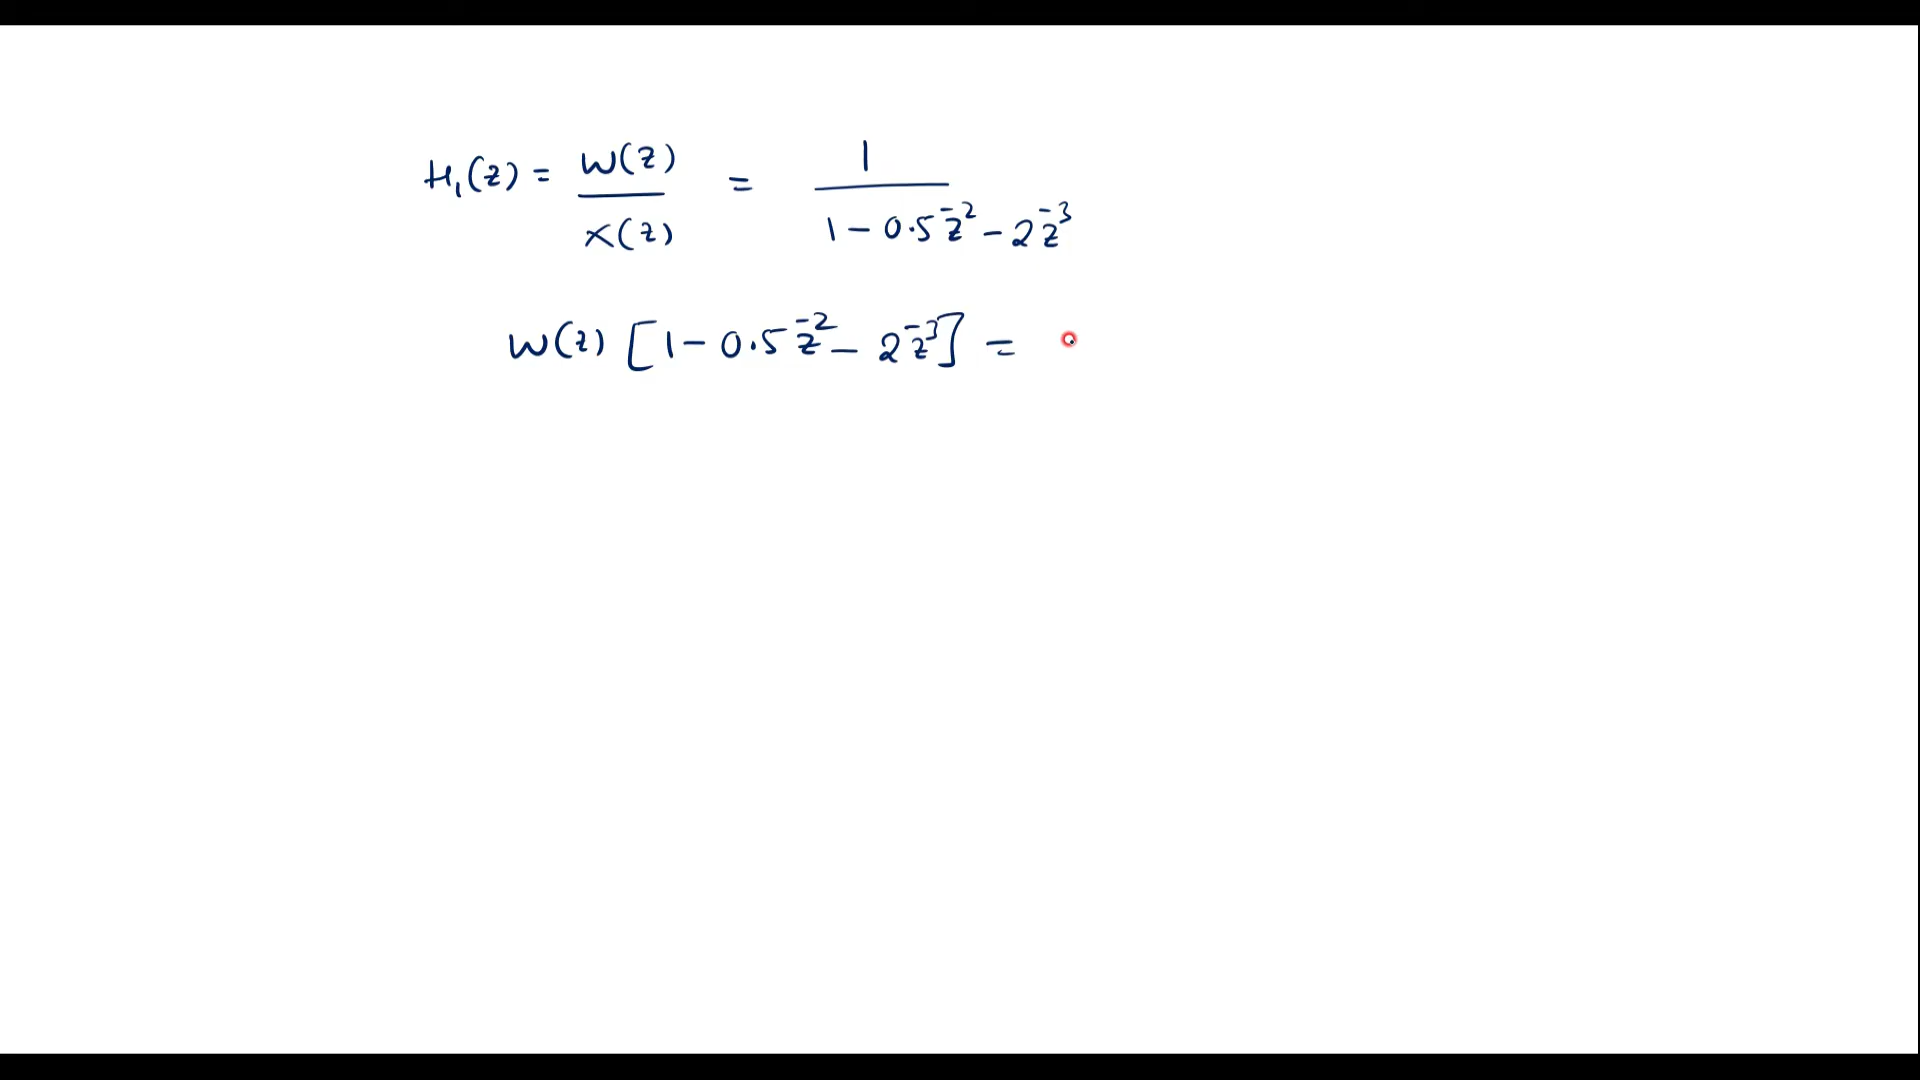 H₁(z) = W(z)/X(z) = 1/(1 - 0.5z⁻² - 2z⁻³)
W(z) [1 - 0.5z⁻² - 2z⁻³] =